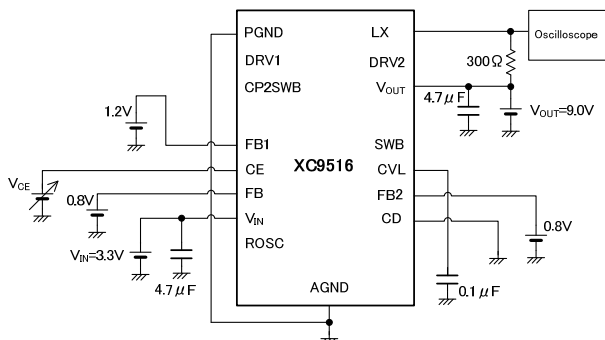 PGND
DRV1
CP2SWB
FB1
CE
FB
VIN
ROSC
XC9516
AGND
LX
DRV2
VOUT
SWB
CVL
FB2
CD
Oscilloscope
300Ω
4.7μF
VOUT=9.0V
1.2V
VCE
0.8V
VIN=3.3V
4.7μF
0.8V
0.1μF